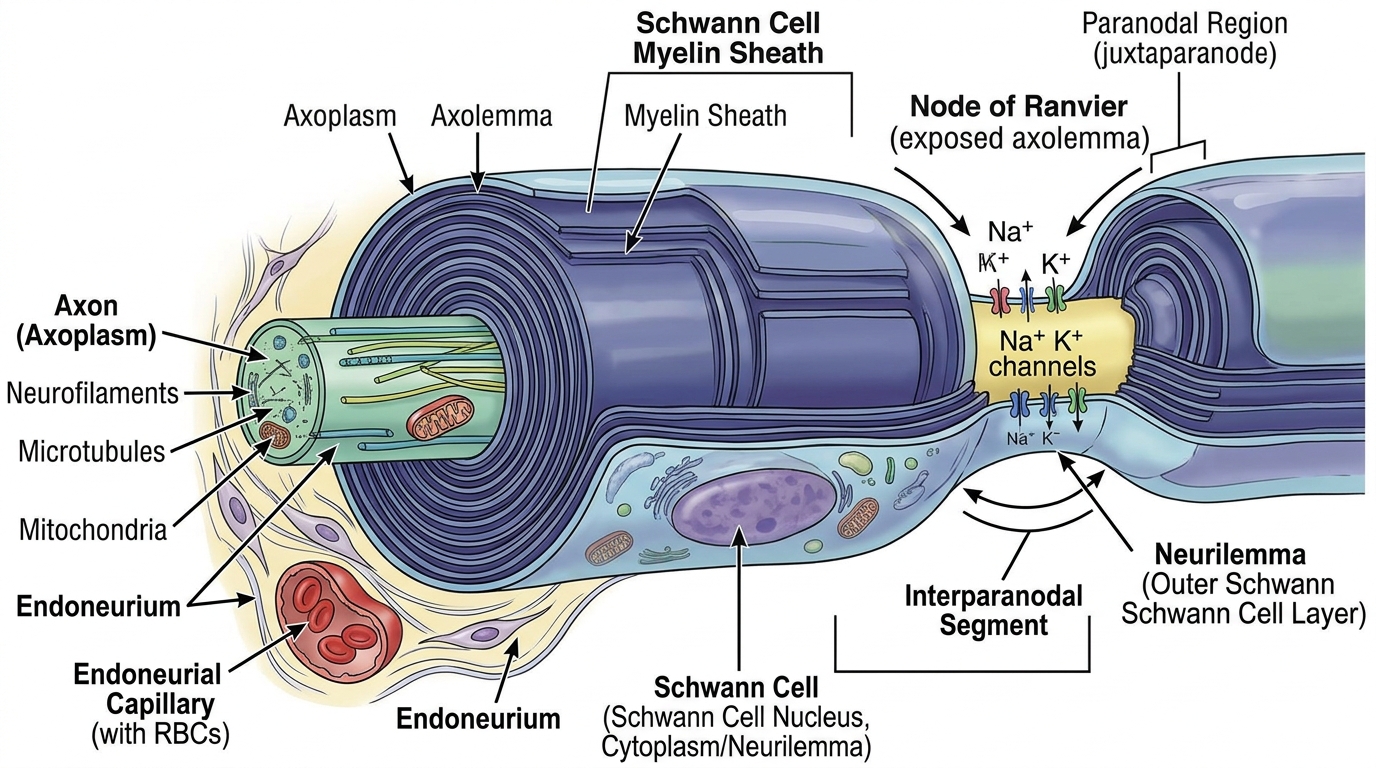 Schwann Cell
Myelin Sheath
Paranodal Region
(juxtaparanode)
Axoplasm
Axolemma
Myelin Sheath
Node of Ranvier
(exposed axolemma)
Na⁺
K⁺
K⁺
Axon
(Axoplasm)
Na⁺ K⁺
channels
Neurofilaments
Microtubules
Na⁺ K⁻
Mitochondria
Endoneurium
Neurilemma
(Outer Schwann
Schwann Cell Layer)
Interparanodal
Segment
Endoneurial
Capillary
(with RBCs)
Endoneurium
Schwann Cell
(Schwann Cell Nucleus,
Cytoplasm/Neurilemma)